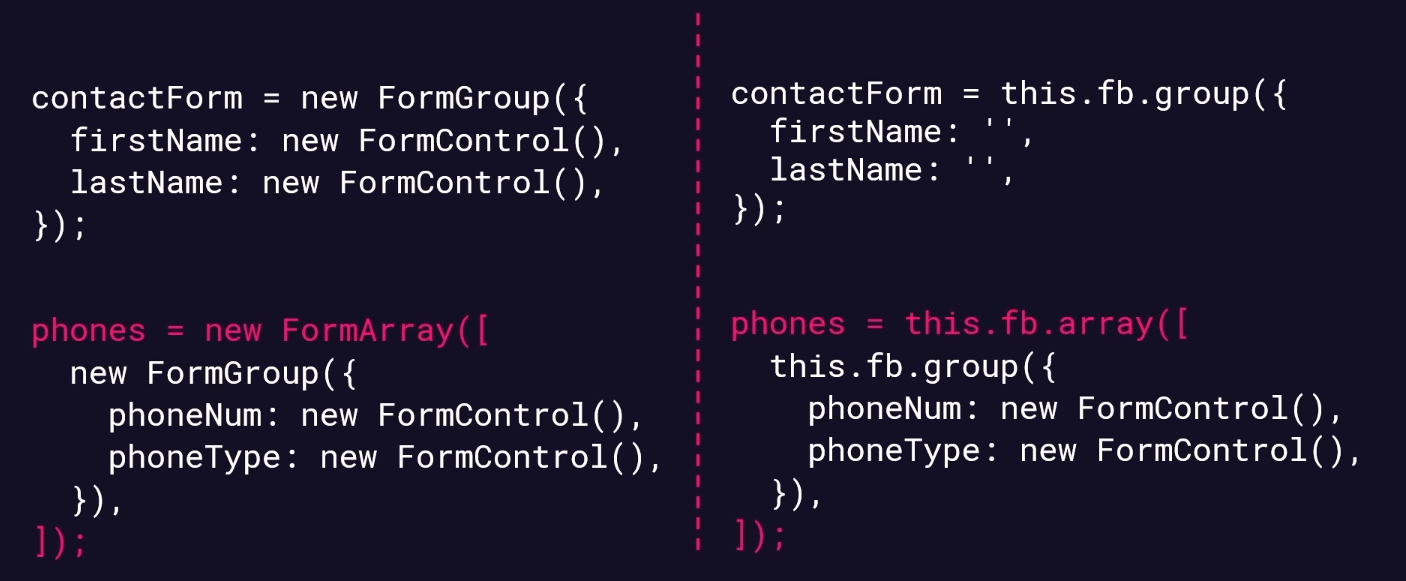 contactForm = new FormGroup({
  firstName: new FormControl(),
  lastName: new FormControl(),
});
phones = new FormArray([
  new FormGroup({
    phoneNum: new FormControl(),
    phoneType: new FormControl(),
  }),
]);
contactForm = this.fb.group({
  firstName: '',
  lastName: '',
});
phones = this.fb.array([
  this.fb.group({
    phoneNum: new FormControl(),
    phoneType: new FormControl(),
  }),
]);